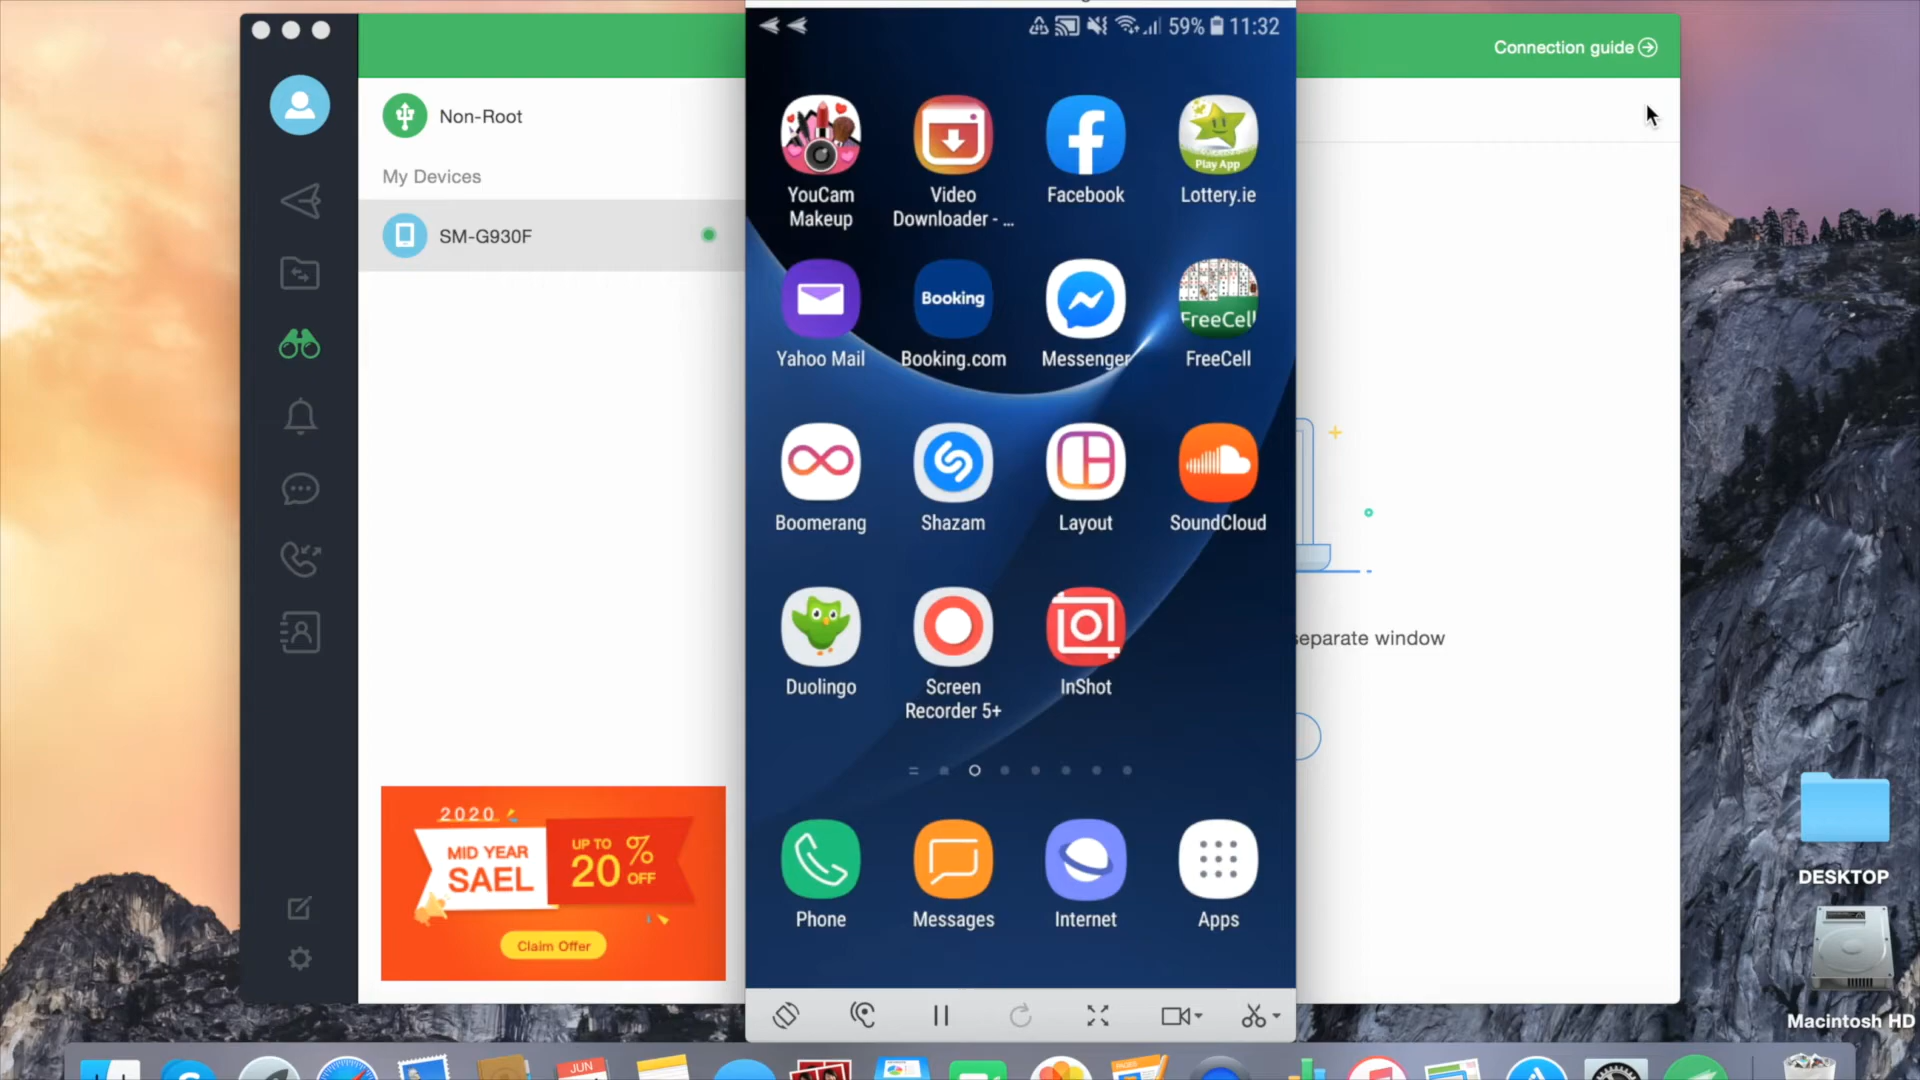 59% 11:32
Connection guide
Non-Root
My Devices
SM-G930F
Play App
YouCam
Makeup
Video
Downloader - ...
Facebook
Lottery.ie
Booking
FreeCell
Yahoo Mail
Booking.com
Messenger
FreeCell
Boomerang
Shazam
Layout
SoundCloud
Duolingo
Screen
Recorder 5+
InShot
separate window
2020
MID YEAR
SAEL
UP TO
20 % OFF
Claim Offer
Phone
Messages
Internet
Apps
DESKTOP
Macintosh HD
JUN
PAGES